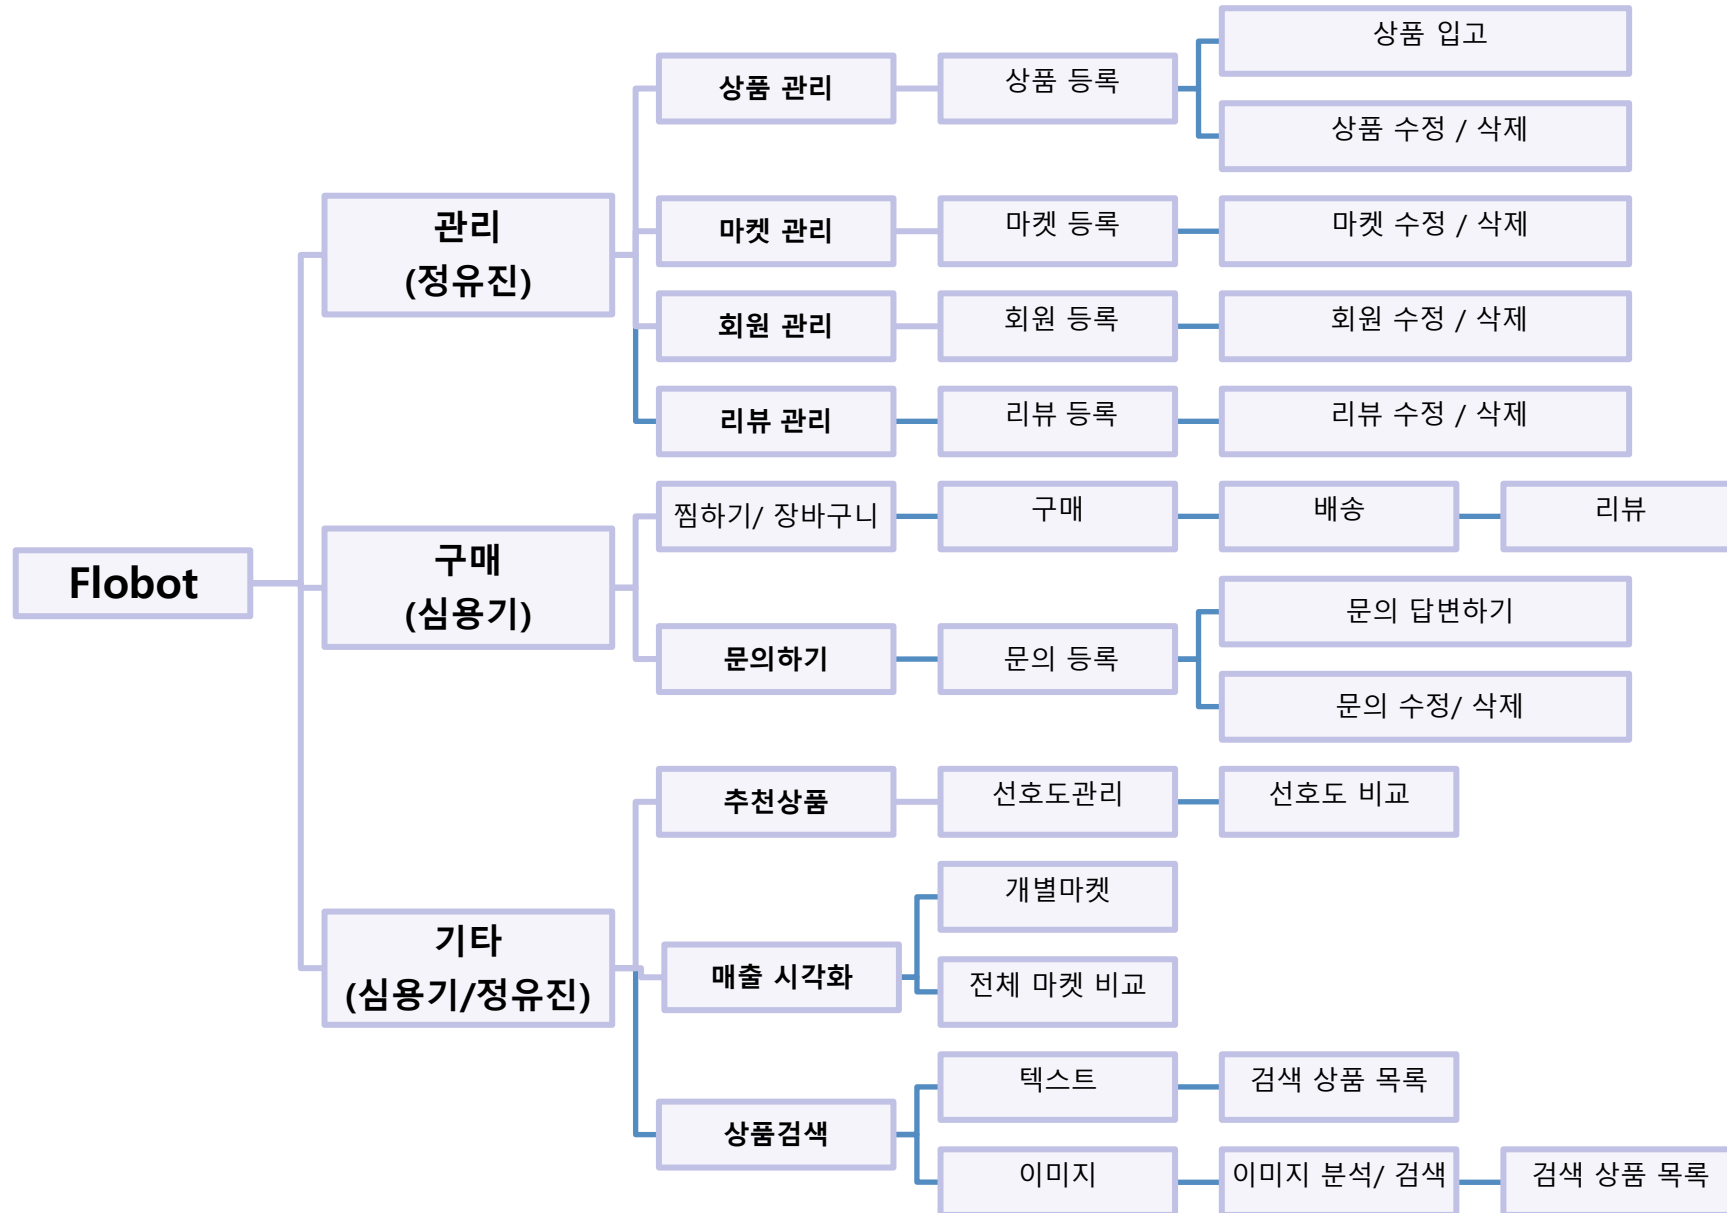 상품 입고
상품 관리
상품 등록
상품 수정 / 삭제
관리
(정유진)
마켓 관리
마켓 등록
마켓 수정 / 삭제
회원 관리
회원 등록
회원 수정 / 삭제
리뷰 관리
리뷰 등록
리뷰 수정 / 삭제
Flobot
구매
(심용기)
찜하기/ 장바구니
구매
배송
리뷰
문의하기
문의 등록
문의 답변하기
문의 수정/ 삭제
기타
(심용기/정유진)
추천상품
선호도관리
선호도 비교
매출 시각화
개별마켓
전체 마켓 비교
상품검색
텍스트
검색 상품 목록
이미지
이미지 분석/ 검색
검색 상품 목록